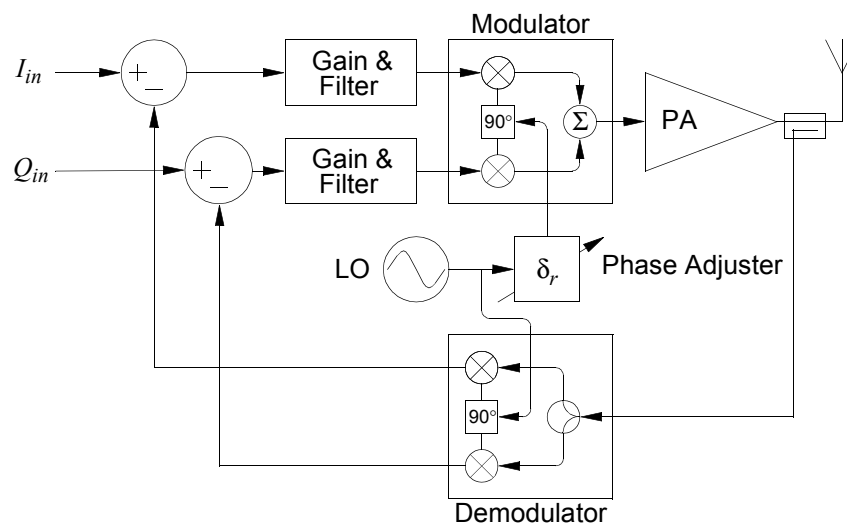 Modulator
I_in
+
−
Gain &
Filter
90°
Σ
PA
Q_in
+
−
Gain &
Filter
LO
δ_r
Phase Adjuster
90°
Demodulator